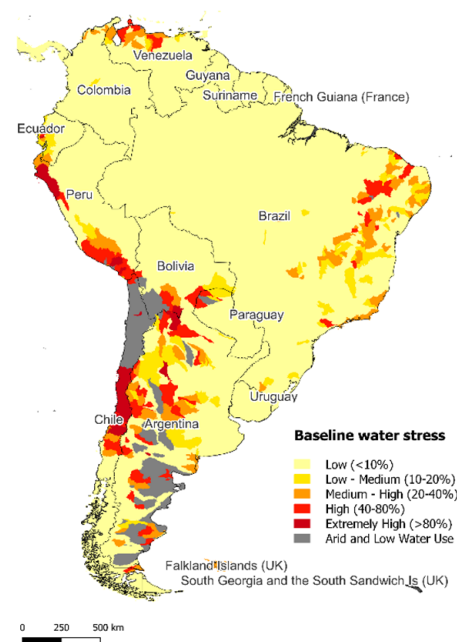 Venezuela
Guyana
Colombia
Suriname
French Guiana (France)
Ecuador
Peru
Brazil
Bolivia
Paraguay
Uruguay
Chile
Argentina
Baseline water stress
Low (<10%)
Low - Medium (10-20%)
Medium - High (20-40%)
High (40-80%)
Extremely High (>80%)
Arid and Low Water Use
Falkland Islands (UK)
South Georgia and the South Sandwich Is (UK)
0 250 500 km